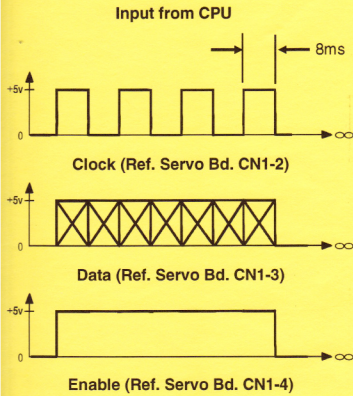 Input from CPU
8ms
+5v
0
∞
Clock (Ref. Servo Bd. CN1-2)
+5v
0
∞
Data (Ref. Servo Bd. CN1-3)
+5v
0
∞
Enable (Ref. Servo Bd. CN1-4)